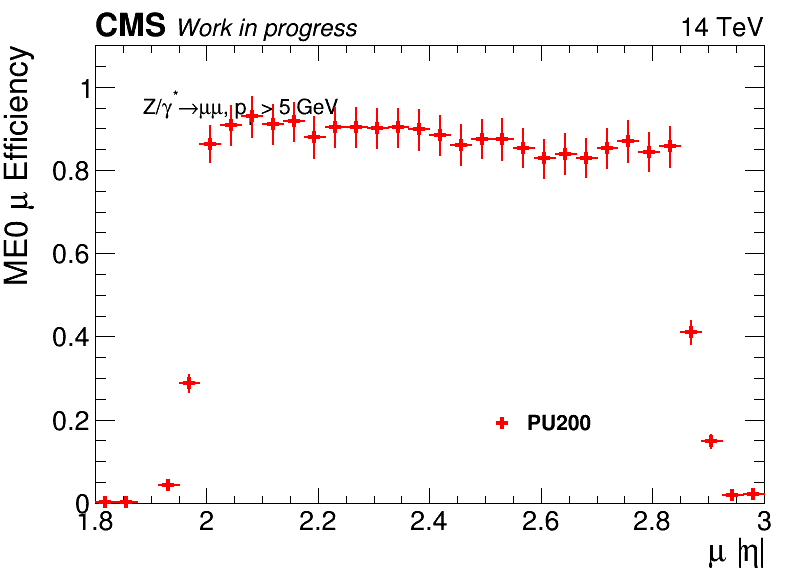 CMS Work in progress 14 TeV
ME0 μ Efficiency
Z/γ*→μμ, p > 5 GeV
1
0.8
0.6
0.4
0.2
0
PU200
1.8 2 2.2 2.4 2.6 2.8 3
μ |η|